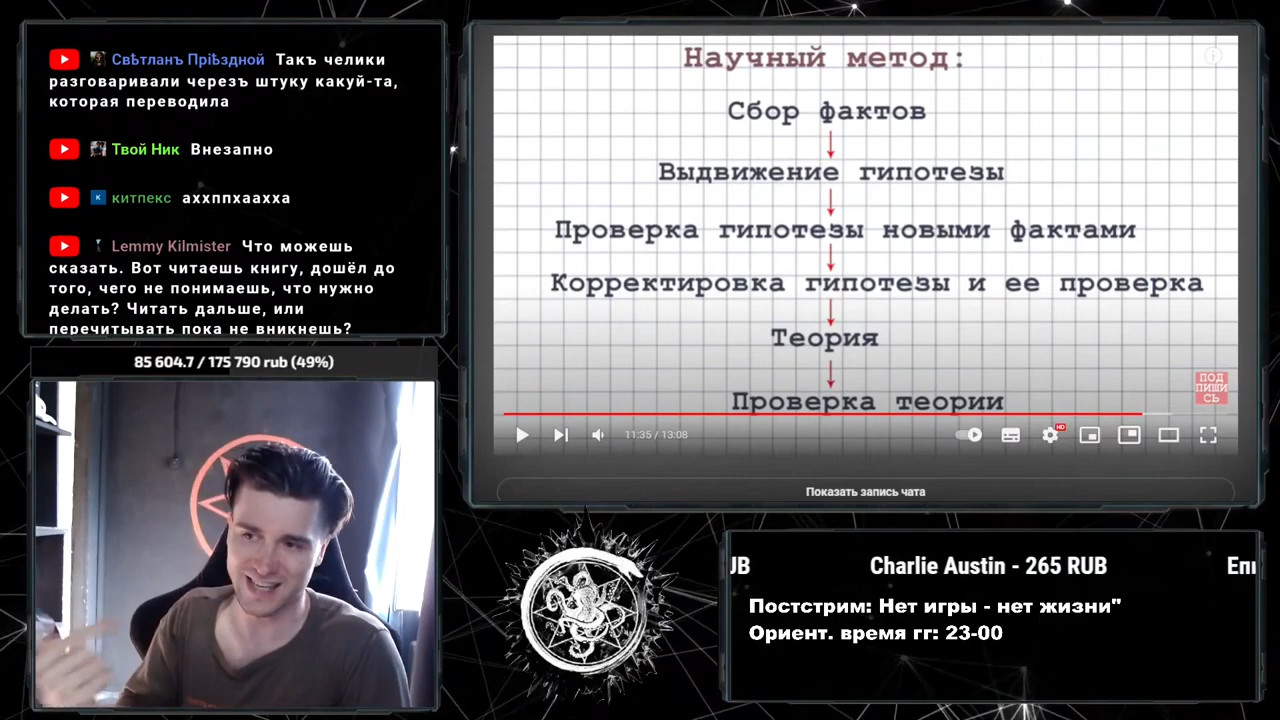 Свѣтланъ Прiѣздной Такъ челики
разговаривали черезъ штуку какуй-та,
которая переводила
Твой Ник Внезапно
к китпекс аххппхаахха
Lemmy Kilmister Что можешь
сказать. Вот читаешь книгу, дошёл до
того, чего не понимаешь, что нужно
делать? Читать дальше, или
перечитывать пока не вникнешь?
85 604.7 / 175 790 rub (49%)
Научный метод:
Сбор фактов
Выдвижение гипотезы
Проверка гипотезы новыми фактами
Корректировка гипотезы и ее проверка
Теория
Проверка теории
ПОД
ПИШИ
СЬ
11:35 / 13:08
HD
Показать запись чата
UB Charlie Austin - 265 RUB
Постстрим: Нет игры - нет жизни"
Ориент. время гг: 23-00